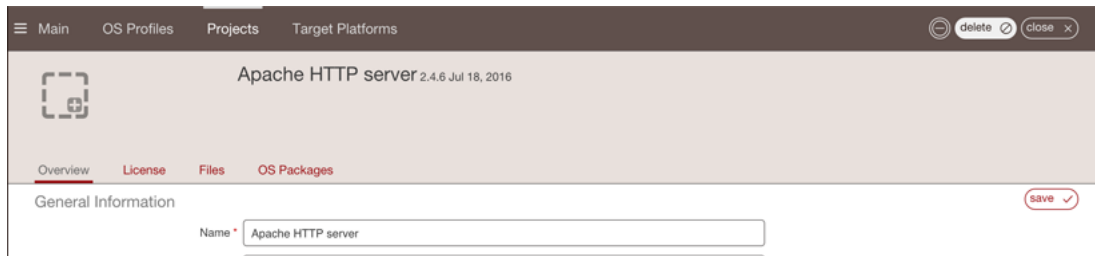 Main OS Profiles Projects Target Platforms delete close
Apache HTTP server 2.4.6 Jul 18, 2016
Overview License Files OS Packages
General Information save
Name * Apache HTTP server